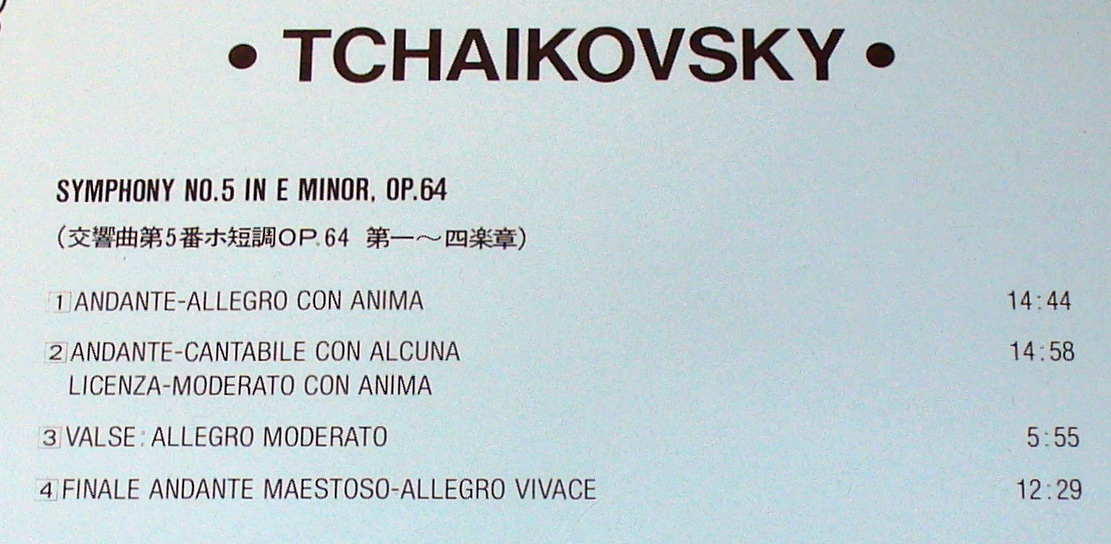 • TCHAIKOVSKY •
SYMPHONY NO.5 IN E MINOR, OP.64
(交響曲第5番ホ短調OP.64 第一〜四楽章)
1 ANDANTE-ALLEGRO CON ANIMA 14:44
2 ANDANTE-CANTABILE CON ALCUNA 14:58
LICENZA-MODERATO CON ANIMA
3 VALSE: ALLEGRO MODERATO 5:55
4 FINALE ANDANTE MAESTOSO-ALLEGRO VIVACE 12:29